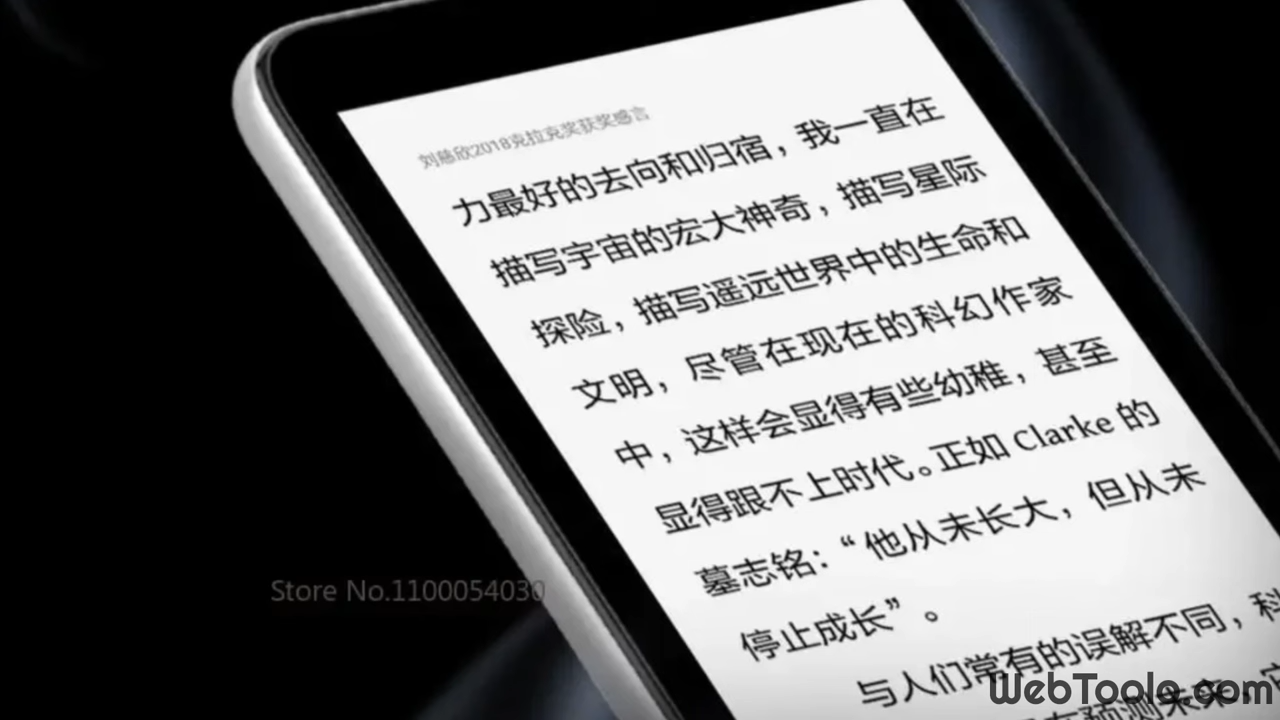 刘慈欣2018克拉克奖获奖感言
力最好的去向和归宿，我一直在
描写宇宙的宏大神奇，描写星际
探险，描写遥远世界中的生命和
文明，尽管在现在的科幻作家
中，这样会显得有些幼稚，甚至
显得跟不上时代。正如 Clarke 的
墓志铭：“他从未长大，但从未
停止成长”。
与人们常有的误解不同，科
在预测未来，它
Store No.1100054030
WebToolo.com